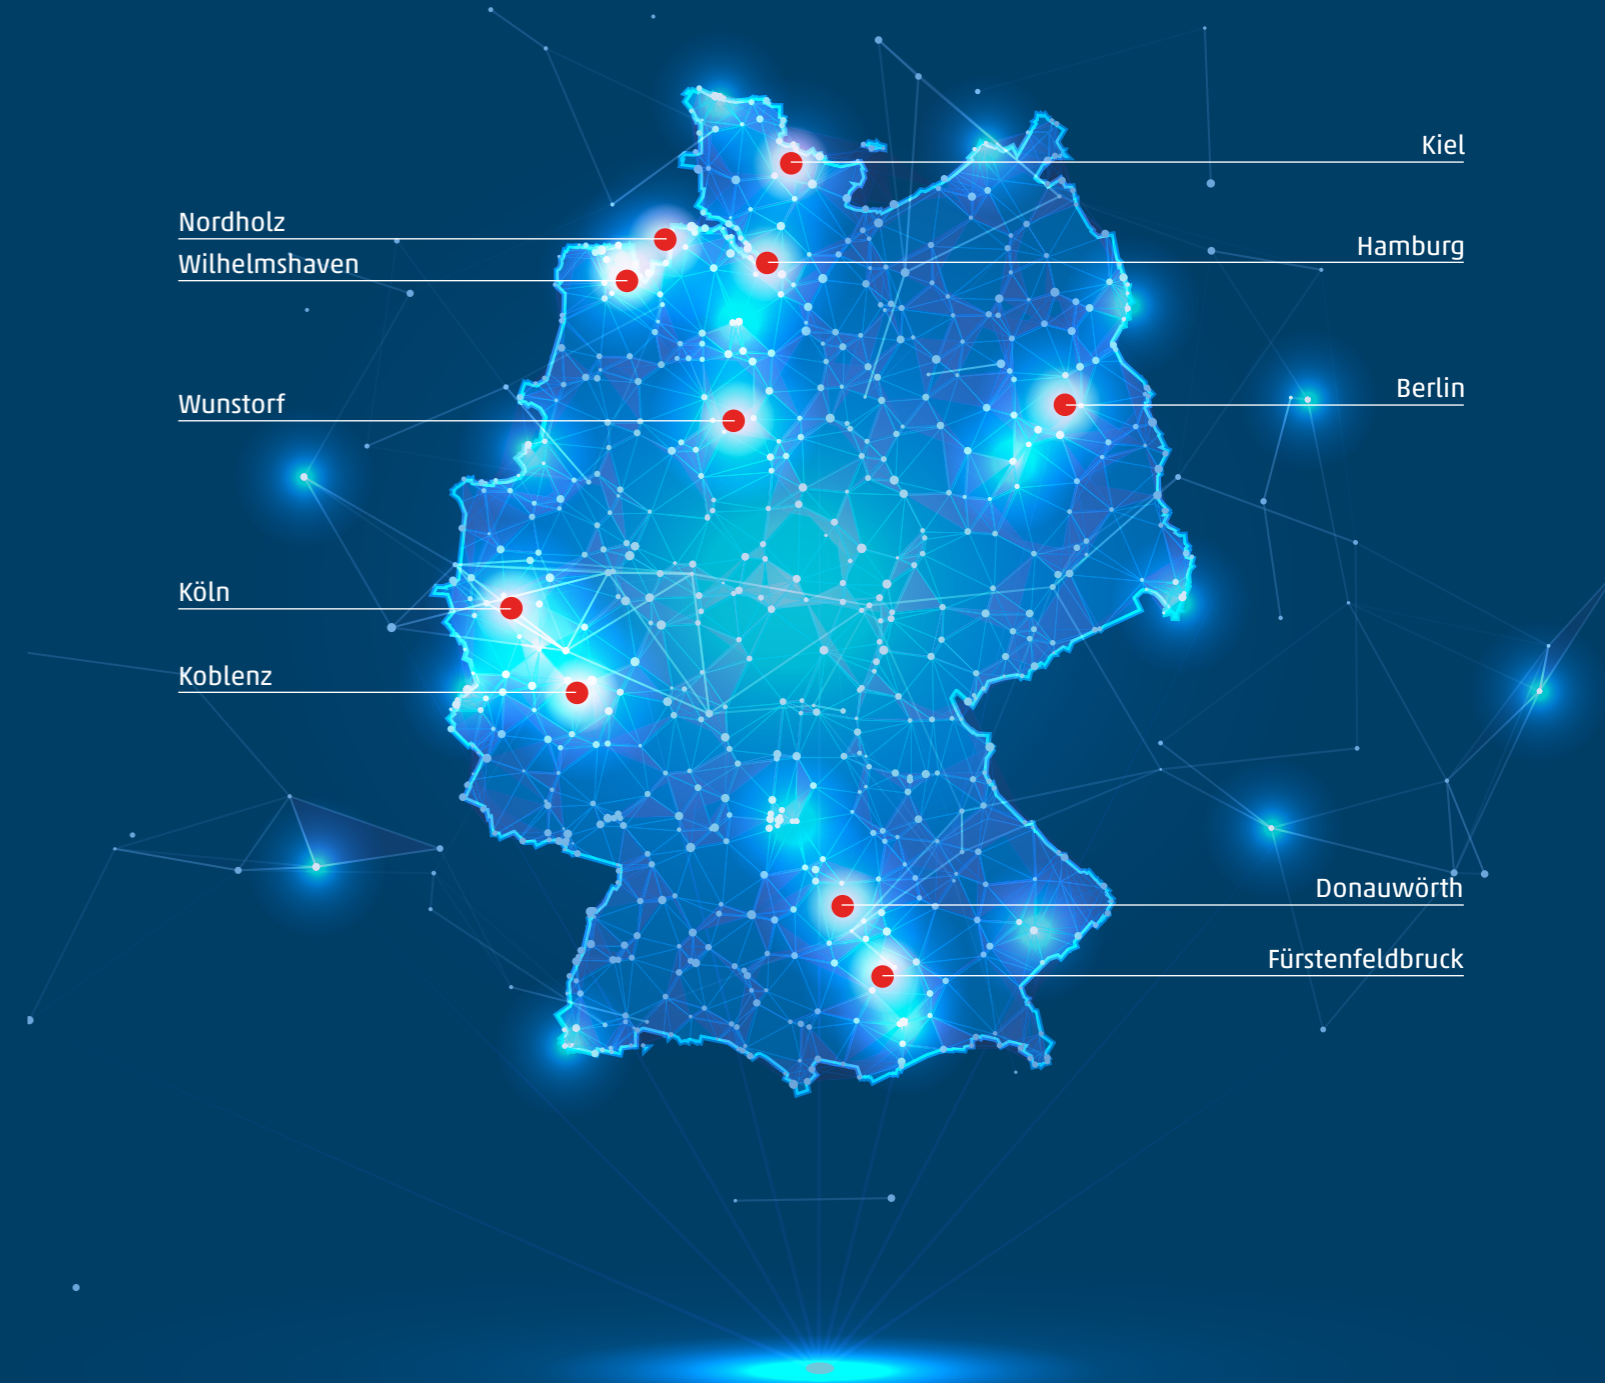 Kiel
Nordholz
Hamburg
Wilhelmshaven
Berlin
Wunstorf
Köln
Koblenz
Donauwörth
Fürstenfeldbruck